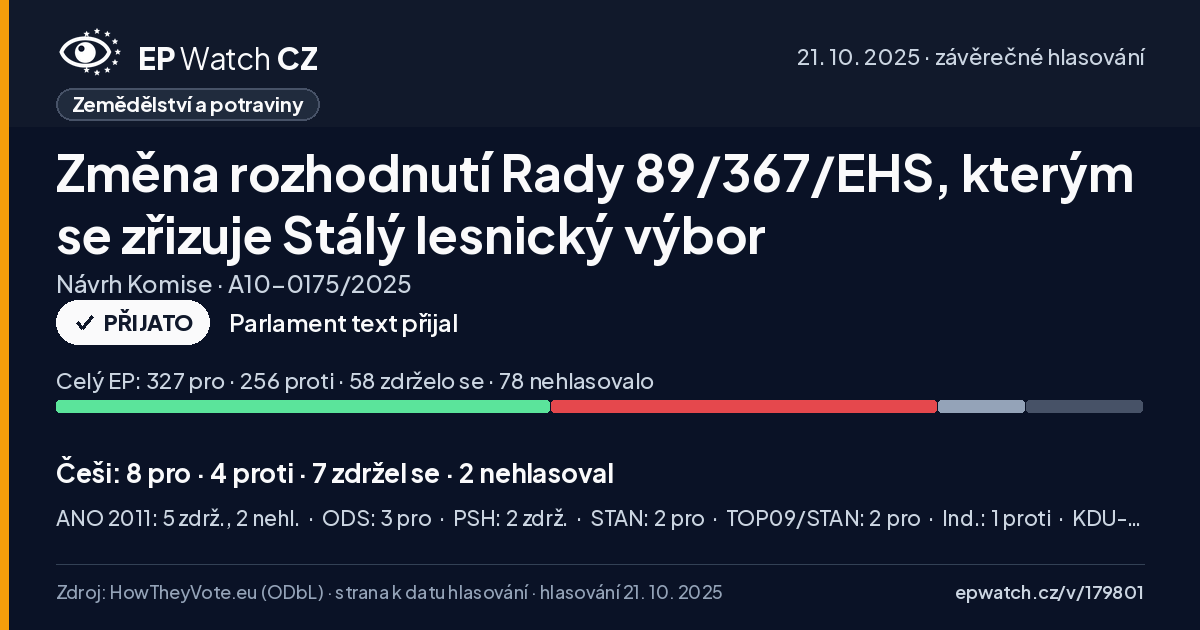 EP Watch CZ
21. 10. 2025 · závěrečné hlasování
Zemědělství a potraviny
Změna rozhodnutí Rady 89/367/EHS, kterým
se zřizuje Stálý lesnický výbor
Návrh Komise · A10–0175/2025
✓ PŘIJATO
Parlament text přijal
Celý EP: 327 pro · 256 proti · 58 zdrželo se · 78 nehlasovalo
Češi: 8 pro · 4 proti · 7 zdržel se · 2 nehlasoval
ANO 2011: 5 zdrž., 2 nehl. · ODS: 3 pro · PSH: 2 zdrž. · STAN: 2 pro · TOP09/STAN: 2 pro · Ind.: 1 proti · KDU-…
Zdroj: HowTheyVote.eu (ODbL) · strana k datu hlasování · hlasování 21. 10. 2025
epwatch.cz/v/179801